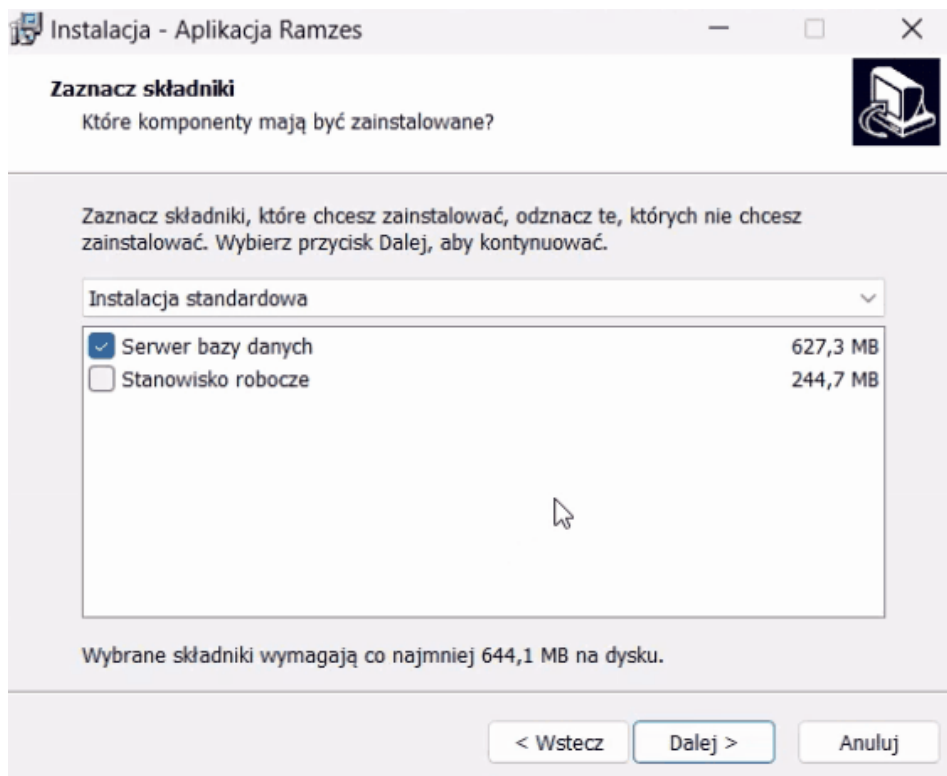 Instalacja - Aplikacja Ramzes
Zaznacz składniki
Które komponenty mają być zainstalowane?
Zaznacz składniki, które chcesz zainstalować, odznacz te, których nie chcesz
zainstalować. Wybierz przycisk Dalej, aby kontynuować.
Instalacja standardowa
Serwer bazy danych 627,3 MB
Stanowisko robocze 244,7 MB
Wybrane składniki wymagają co najmniej 644,1 MB na dysku.
< Wstecz Dalej > Anuluj